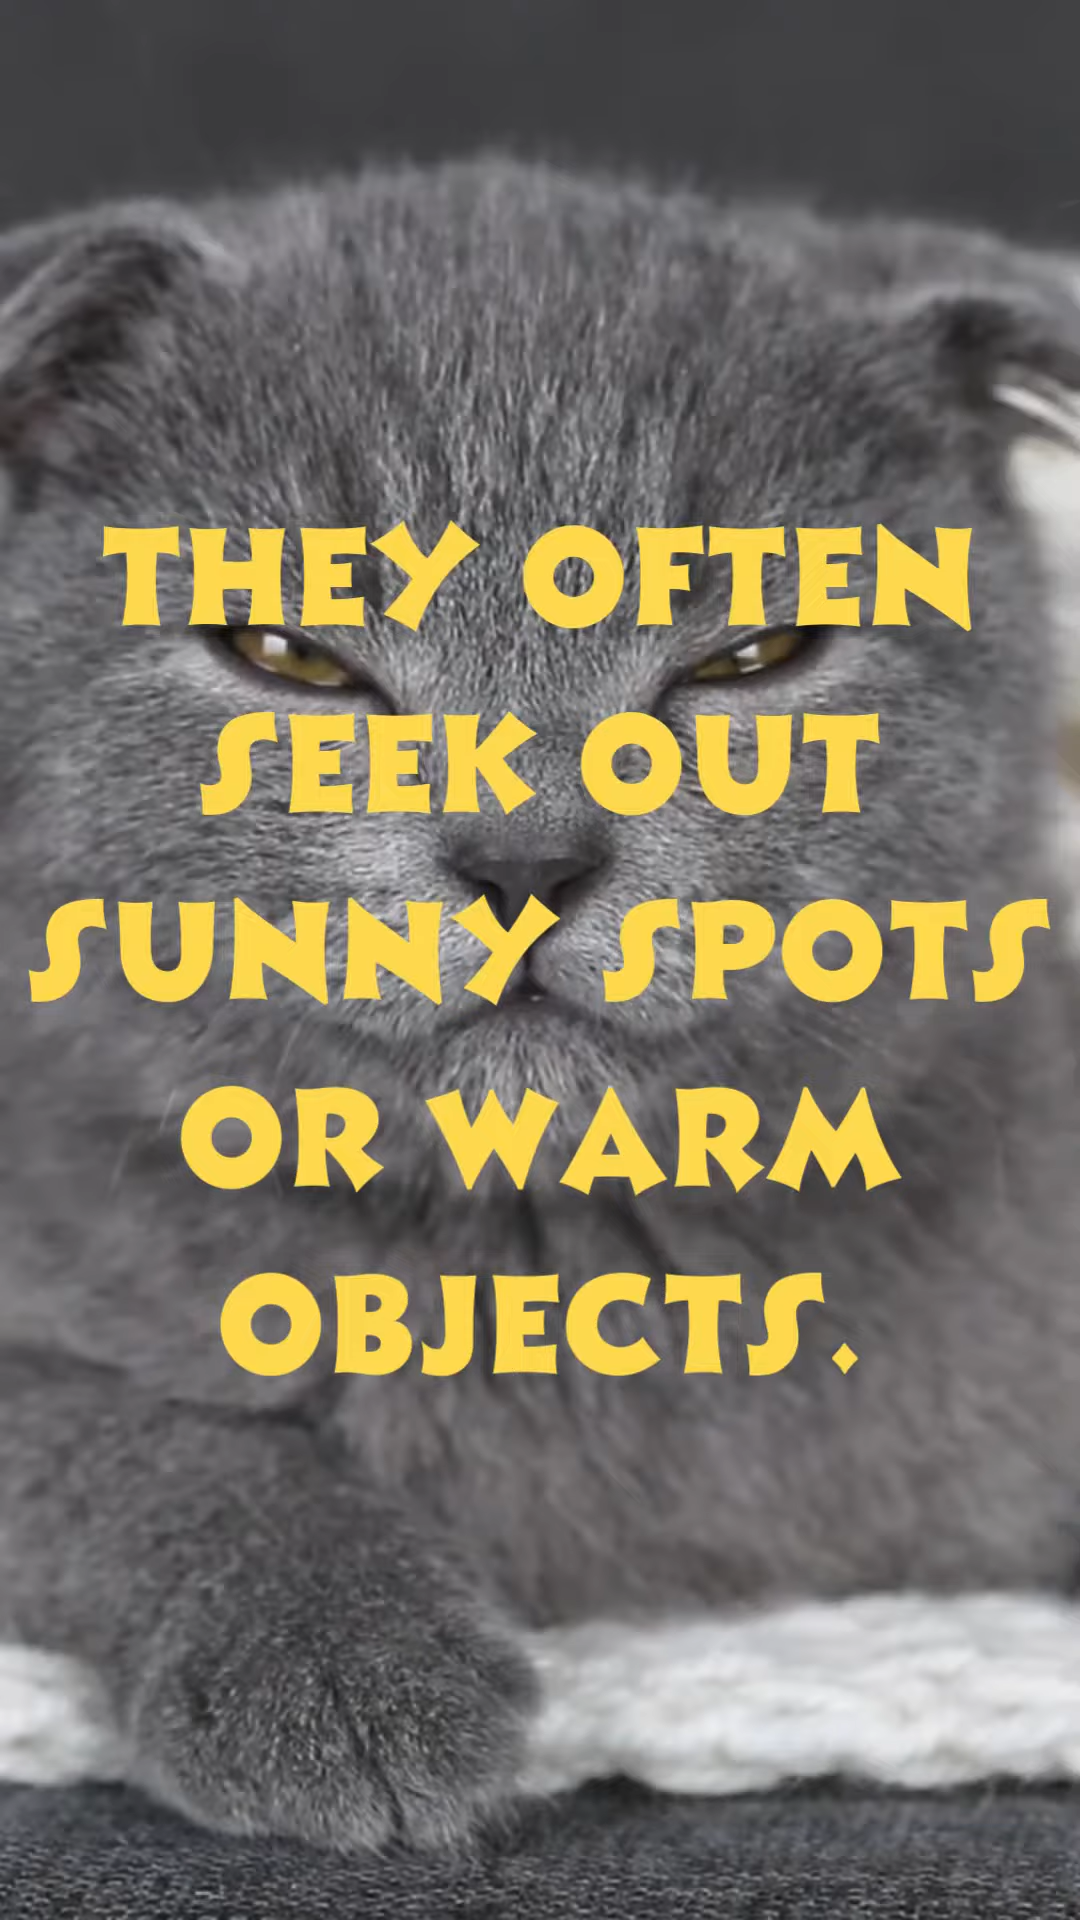 THEY OFTEN
SEEK OUT
SUNNY SPOTS
OR WARM
OBJECTS.